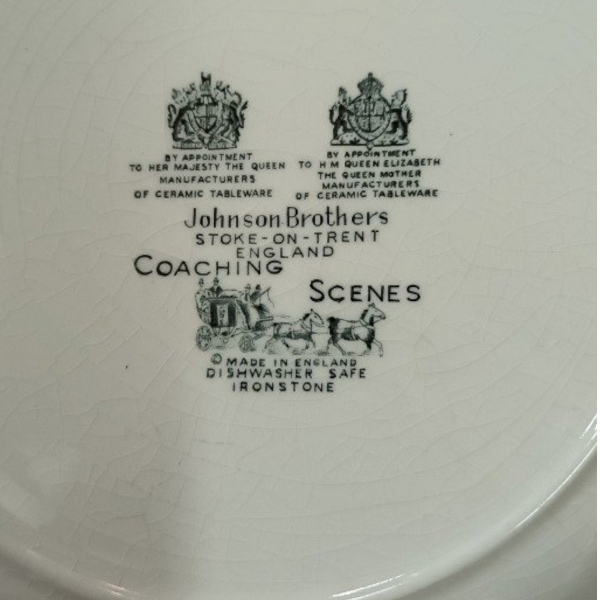 BY APPOINTMENT
TO HER MAJESTY THE QUEEN
MANUFACTURERS
OF CERAMIC TABLEWARE
BY APPOINTMENT
TO H M QUEEN ELIZABETH
THE QUEEN MOTHER
MANUFACTURERS
OF CERAMIC TABLEWARE
Johnson Brothers
STOKE-ON-TRENT
ENGLAND
COACHING
SCENES
© MADE IN ENGLAND
DISHWASHER SAFE
IRONSTONE